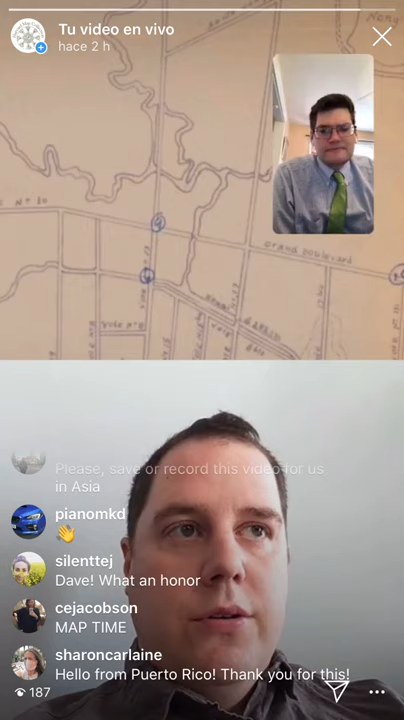 Tu video en vivo
hace 2 h
Grand Boulevard
Please, save or record this video for us
in Asia
pianomkd
👋
silenttej
Dave! What an honor
cejacobson
MAP TIME
sharoncarlaine
Hello from Puerto Rico! Thank you for this!
187